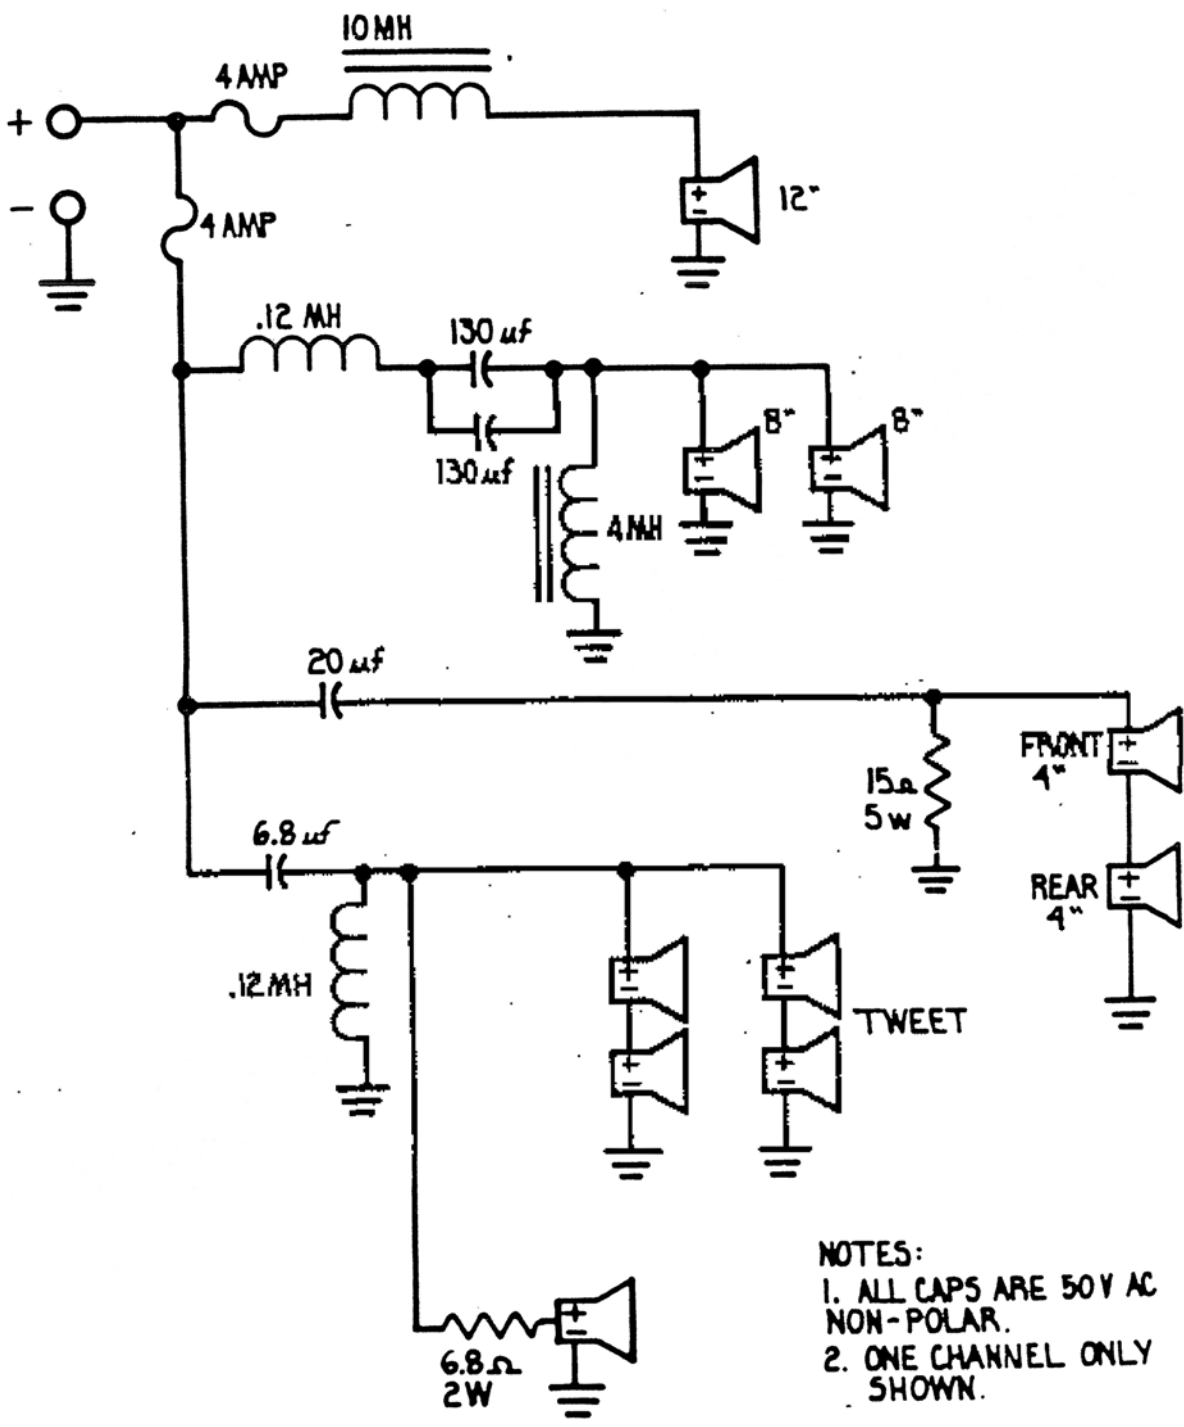 10 MH
4 AMP
+
12"
+
-
-
4 AMP
.12 MH
130 uf
8"
8"
+
-
+
-
130 uf
4 MH
20 uf
FRONT
4"
+
-
15Ω
5 W
6.8 uf
REAR
4"
+
-
.12 MH
+
-
+
-
TWEET
+
-
+
-
NOTES:
1. ALL CAPS ARE 50 V AC
NON-POLAR.
2. ONE CHANNEL ONLY
SHOWN.
+
-
6.8Ω
2W